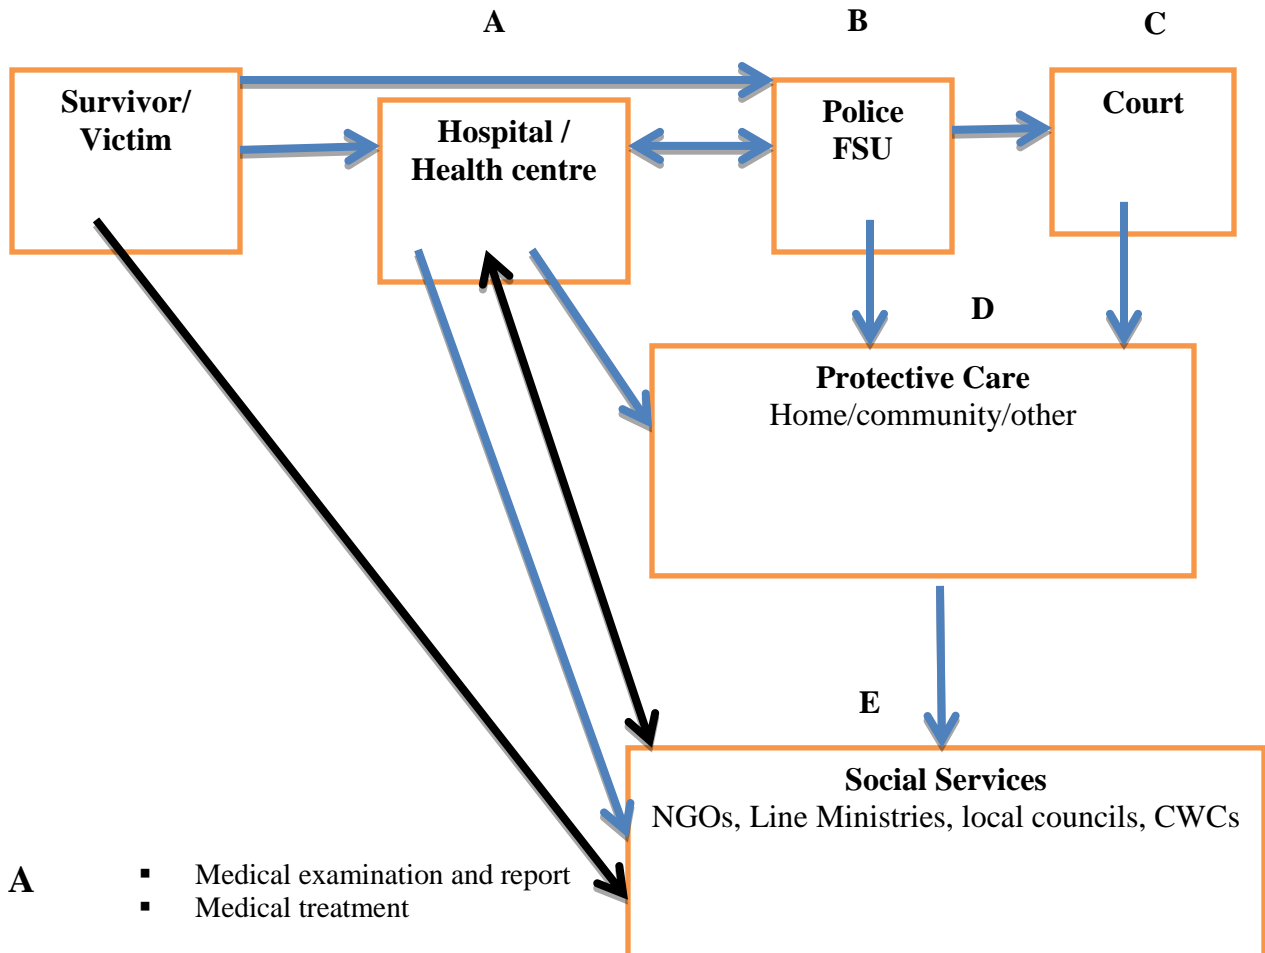 A
B
C
Survivor/
Victim
Hospital /
Health centre
Police
FSU
Court
D
Protective Care
Home/community/other
E
Social Services
NGOs, Line Ministries, local councils, CWCs
A
▪ Medical examination and report
▪ Medical treatment